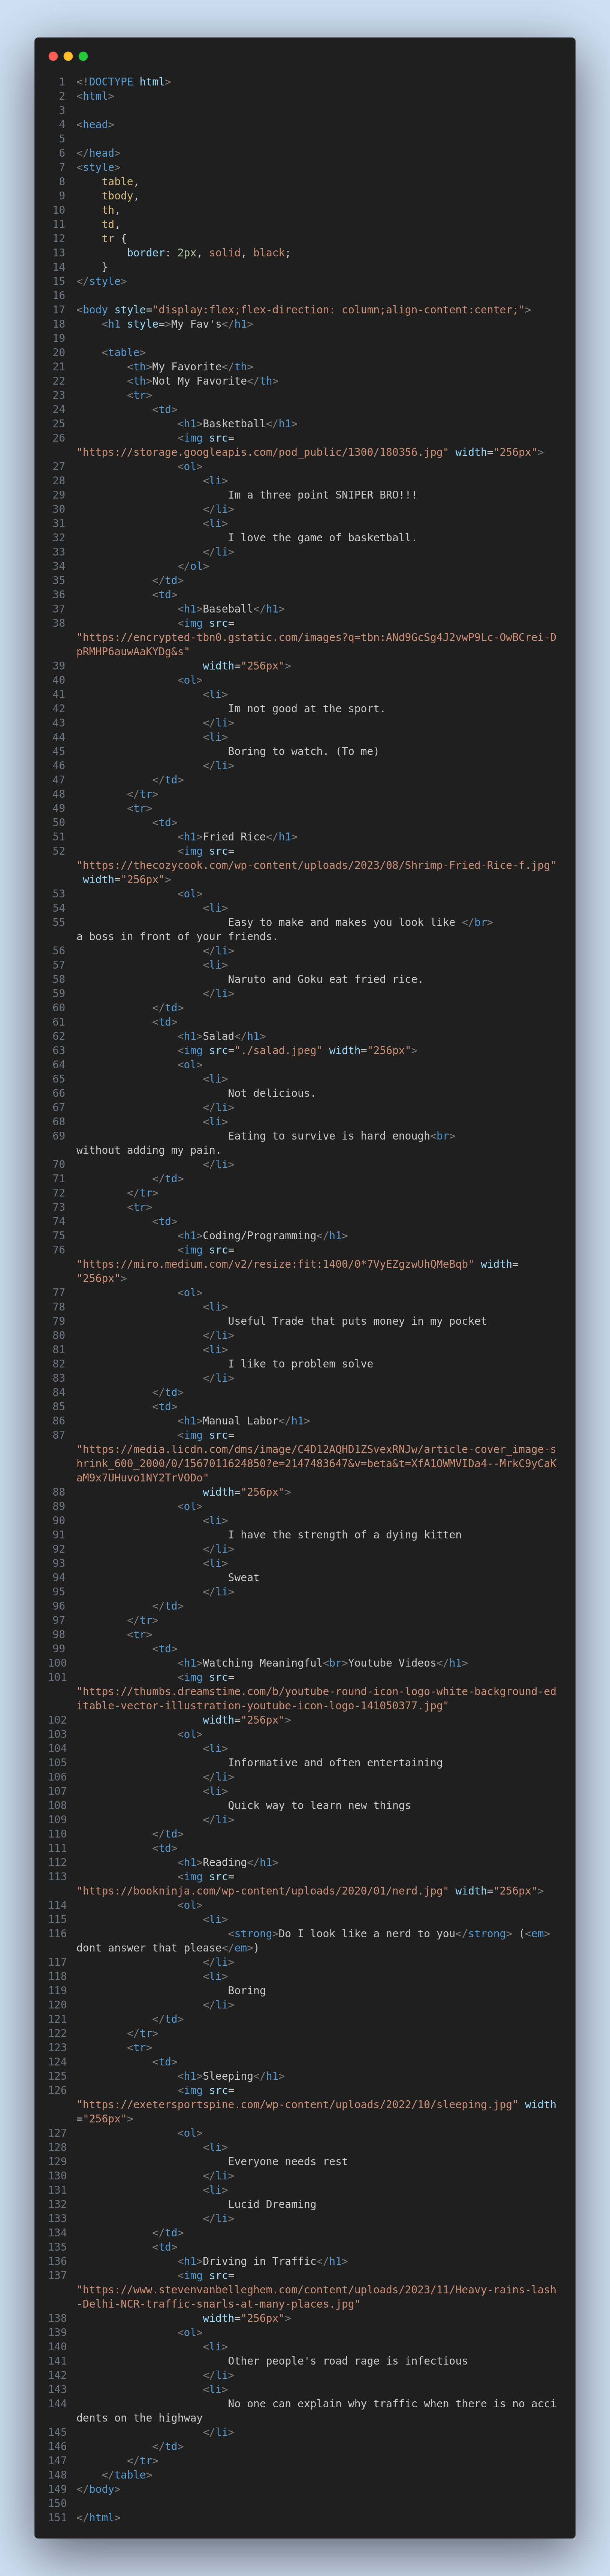 1 <!DOCTYPE html>
2 <html>
3
4 <head>
5
6 </head>
7 <style>
8     table,
9     tbody,
10     th,
11     td,
12     tr {
13         border: 2px, solid, black;
14     }
15 </style>
16
17 <body style="display:flex;flex-direction: column;align-content:center;">
18     <h1 style=>My Fav's</h1>
19
20     <table>
21         <th>My Favorite</th>
22         <th>Not My Favorite</th>
23         <tr>
24             <td>
25                 <h1>Basketball</h1>
26                 <img src=
"https://storage.googleapis.com/pod_public/1300/180356.jpg" width="256px">
27                 <ol>
28                     <li>
29                         Im a three point SNIPER BRO!!!
30                     </li>
31                     <li>
32                         I love the game of basketball.
33                     </li>
34                 </ol>
35             </td>
36             <td>
37                 <h1>Baseball</h1>
38                 <img src=
"https://encrypted-tbn0.gstatic.com/images?q=tbn:ANd9GcSg4J2vwP9Lc-OwBCrei-D
pRMHP6auwAaKYDg&s"
39                     width="256px">
40                 <ol>
41                     <li>
42                         Im not good at the sport.
43                     </li>
44                     <li>
45                         Boring to watch. (To me)
46                     </li>
47             </td>
48         </tr>
49         <tr>
50             <td>
51                 <h1>Fried Rice</h1>
52                 <img src=
"https://thecozycook.com/wp-content/uploads/2023/08/Shrimp-Fried-Rice-f.jpg"
 width="256px">
53                 <ol>
54                     <li>
55                         Easy to make and makes you look like </br>
a boss in front of your friends.
56                     </li>
57                     <li>
58                         Naruto and Goku eat fried rice.
59                     </li>
60             </td>
61             <td>
62                 <h1>Salad</h1>
63                 <img src="./salad.jpeg" width="256px">
64                 <ol>
65                     <li>
66                         Not delicious.
67                     </li>
68                     <li>
69                         Eating to survive is hard enough<br>
without adding my pain.
70                     </li>
71             </td>
72         </tr>
73         <tr>
74             <td>
75                 <h1>Coding/Programming</h1>
76                 <img src=
"https://miro.medium.com/v2/resize:fit:1400/0*7VyEZgzwUhQMeBqb" width=
"256px">
77                 <ol>
78                     <li>
79                         Useful Trade that puts money in my pocket
80                     </li>
81                     <li>
82                         I like to problem solve
83                     </li>
84             </td>
85             <td>
86                 <h1>Manual Labor</h1>
87                 <img src=
"https://media.licdn.com/dms/image/C4D12AQHD1ZSvexRNJw/article-cover_image-s
hrink_600_2000/0/1567011624850?e=2147483647&v=beta&t=XfA1OWMVIDa4--MrkC9yCaK
aM9x7UHuvo1NY2TrVODo"
88                     width="256px">
89                 <ol>
90                     <li>
91                         I have the strength of a dying kitten
92                     </li>
93                     <li>
94                         Sweat
95                     </li>
96             </td>
97         </tr>
98         <tr>
99             <td>
100                 <h1>Watching Meaningful<br>Youtube Videos</h1>
101                 <img src=
"https://thumbs.dreamstime.com/b/youtube-round-icon-logo-white-background-ed
itable-vector-illustration-youtube-icon-logo-141050377.jpg"
102                     width="256px">
103                 <ol>
104                     <li>
105                         Informative and often entertaining
106                     </li>
107                     <li>
108                         Quick way to learn new things
109                     </li>
110             </td>
111             <td>
112                 <h1>Reading</h1>
113                 <img src=
"https://bookninja.com/wp-content/uploads/2020/01/nerd.jpg" width="256px">
114                 <ol>
115                     <li>
116                         <strong>Do I look like a nerd to you</strong> (<em>
dont answer that please</em>)
117                     </li>
118                     <li>
119                         Boring
120                     </li>
121             </td>
122         </tr>
123         <tr>
124             <td>
125                 <h1>Sleeping</h1>
126                 <img src=
"https://exetersportspine.com/wp-content/uploads/2022/10/sleeping.jpg" width
="256px">
127                 <ol>
128                     <li>
129                         Everyone needs rest
130                     </li>
131                     <li>
132                         Lucid Dreaming
133                     </li>
134             </td>
135             <td>
136                 <h1>Driving in Traffic</h1>
137                 <img src=
"https://www.stevenvanbelleghem.com/content/uploads/2023/11/Heavy-rains-lash
-Delhi-NCR-traffic-snarls-at-many-places.jpg"
138                     width="256px">
139                 <ol>
140                     <li>
141                         Other people's road rage is infectious
142                     </li>
143                     <li>
144                         No one can explain why traffic when there is no acci
dents on the highway
145                     </li>
146             </td>
147         </tr>
148     </table>
149 </body>
150
151 </html>